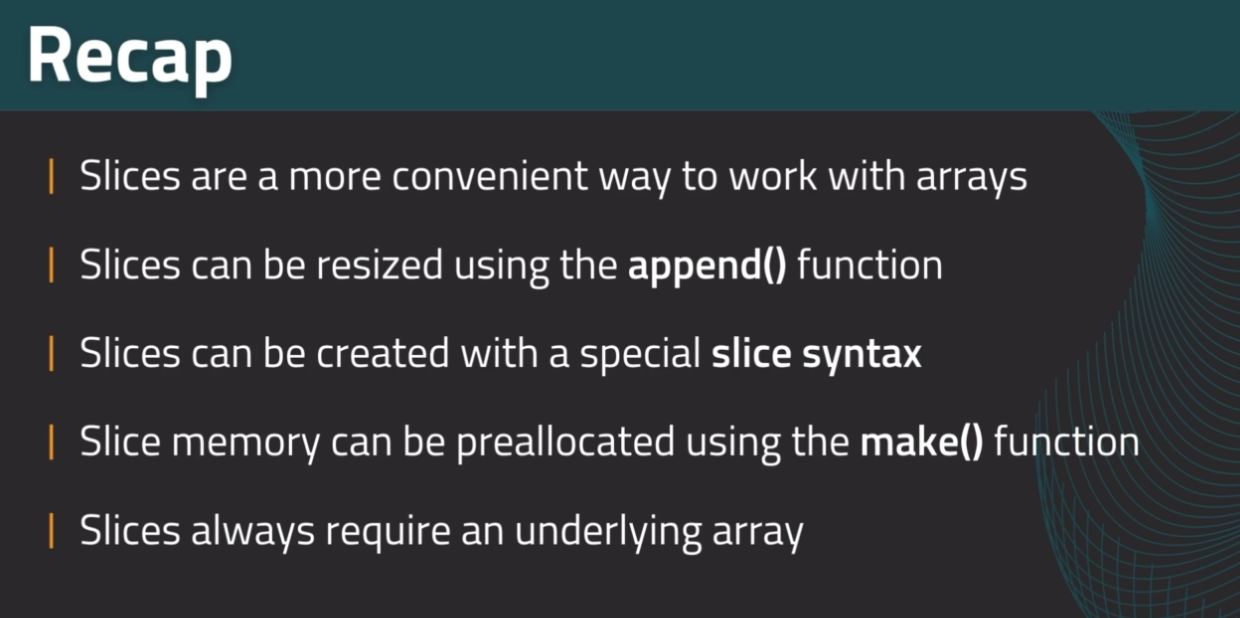 Recap
Slices are a more convenient way to work with arrays
Slices can be resized using the append() function
Slices can be created with a special slice syntax
Slice memory can be preallocated using the make() function
Slices always require an underlying array